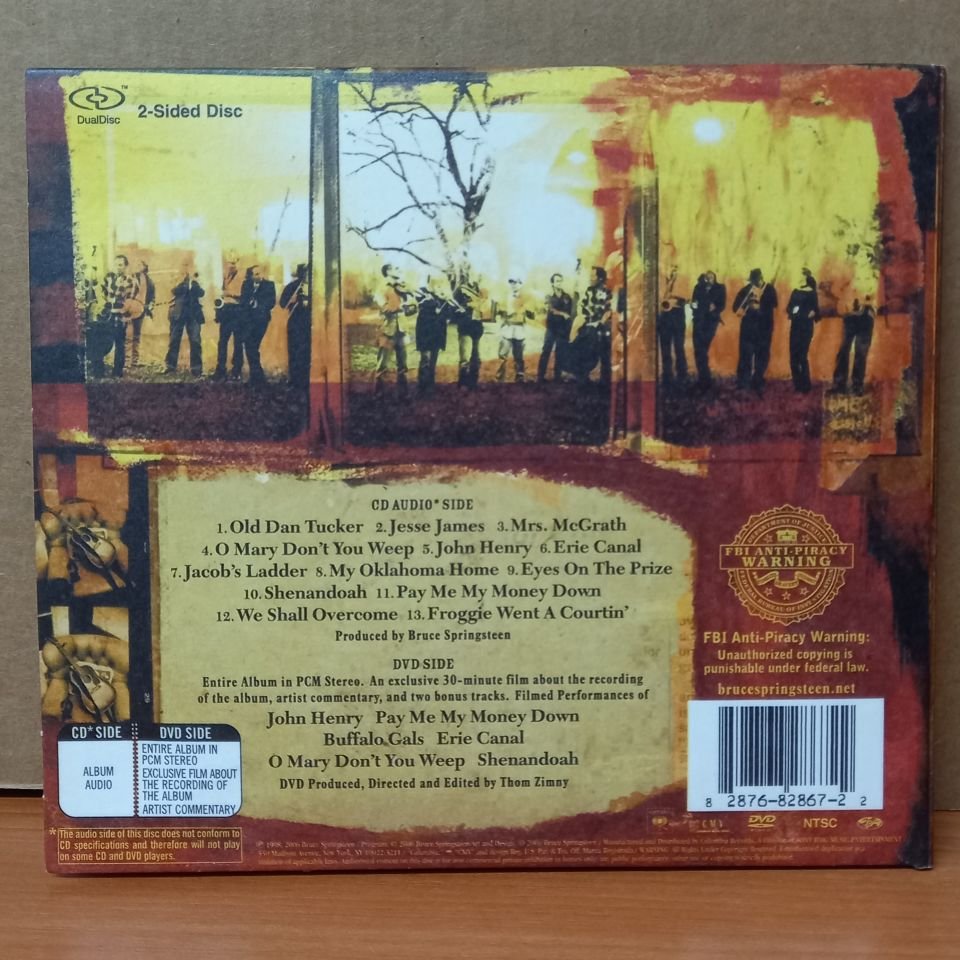 DualDisc™
2-Sided Disc
CD AUDIO* SIDE
1. Old Dan Tucker 2. Jesse James 3. Mrs. McGrath
4. O Mary Don't You Weep 5. John Henry 6. Erie Canal
7. Jacob's Ladder 8. My Oklahoma Home 9. Eyes On The Prize
10. Shenandoah 11. Pay Me My Money Down
12. We Shall Overcome 13. Froggie Went A Courtin'
Produced by Bruce Springsteen
DVD SIDE
Entire Album in PCM Stereo. An exclusive 30-minute film about the recording
of the album, artist commentary, and two bonus tracks. Filmed Performances of
John Henry Pay Me My Money Down
Buffalo Gals Erie Canal
O Mary Don't You Weep Shenandoah
DVD Produced, Directed and Edited by Thom Zimny
DEPARTMENT OF JUSTICE
FBI ANTI-PIRACY
WARNING
FEDERAL BUREAU OF INVESTIGATION
FBI Anti-Piracy Warning:
Unauthorized copying is
punishable under federal law.
brucespringsteen.net
8 2876-82867-2 2
CD* SIDE
ALBUM
AUDIO
DVD SIDE
ENTIRE ALBUM IN
PCM STEREO
EXCLUSIVE FILM ABOUT
THE RECORDING OF
THE ALBUM
ARTIST COMMENTARY
* The audio side of this disc does not conform to
CD specifications and therefore will not play
on some CD and DVD players.
DVD
NTSC